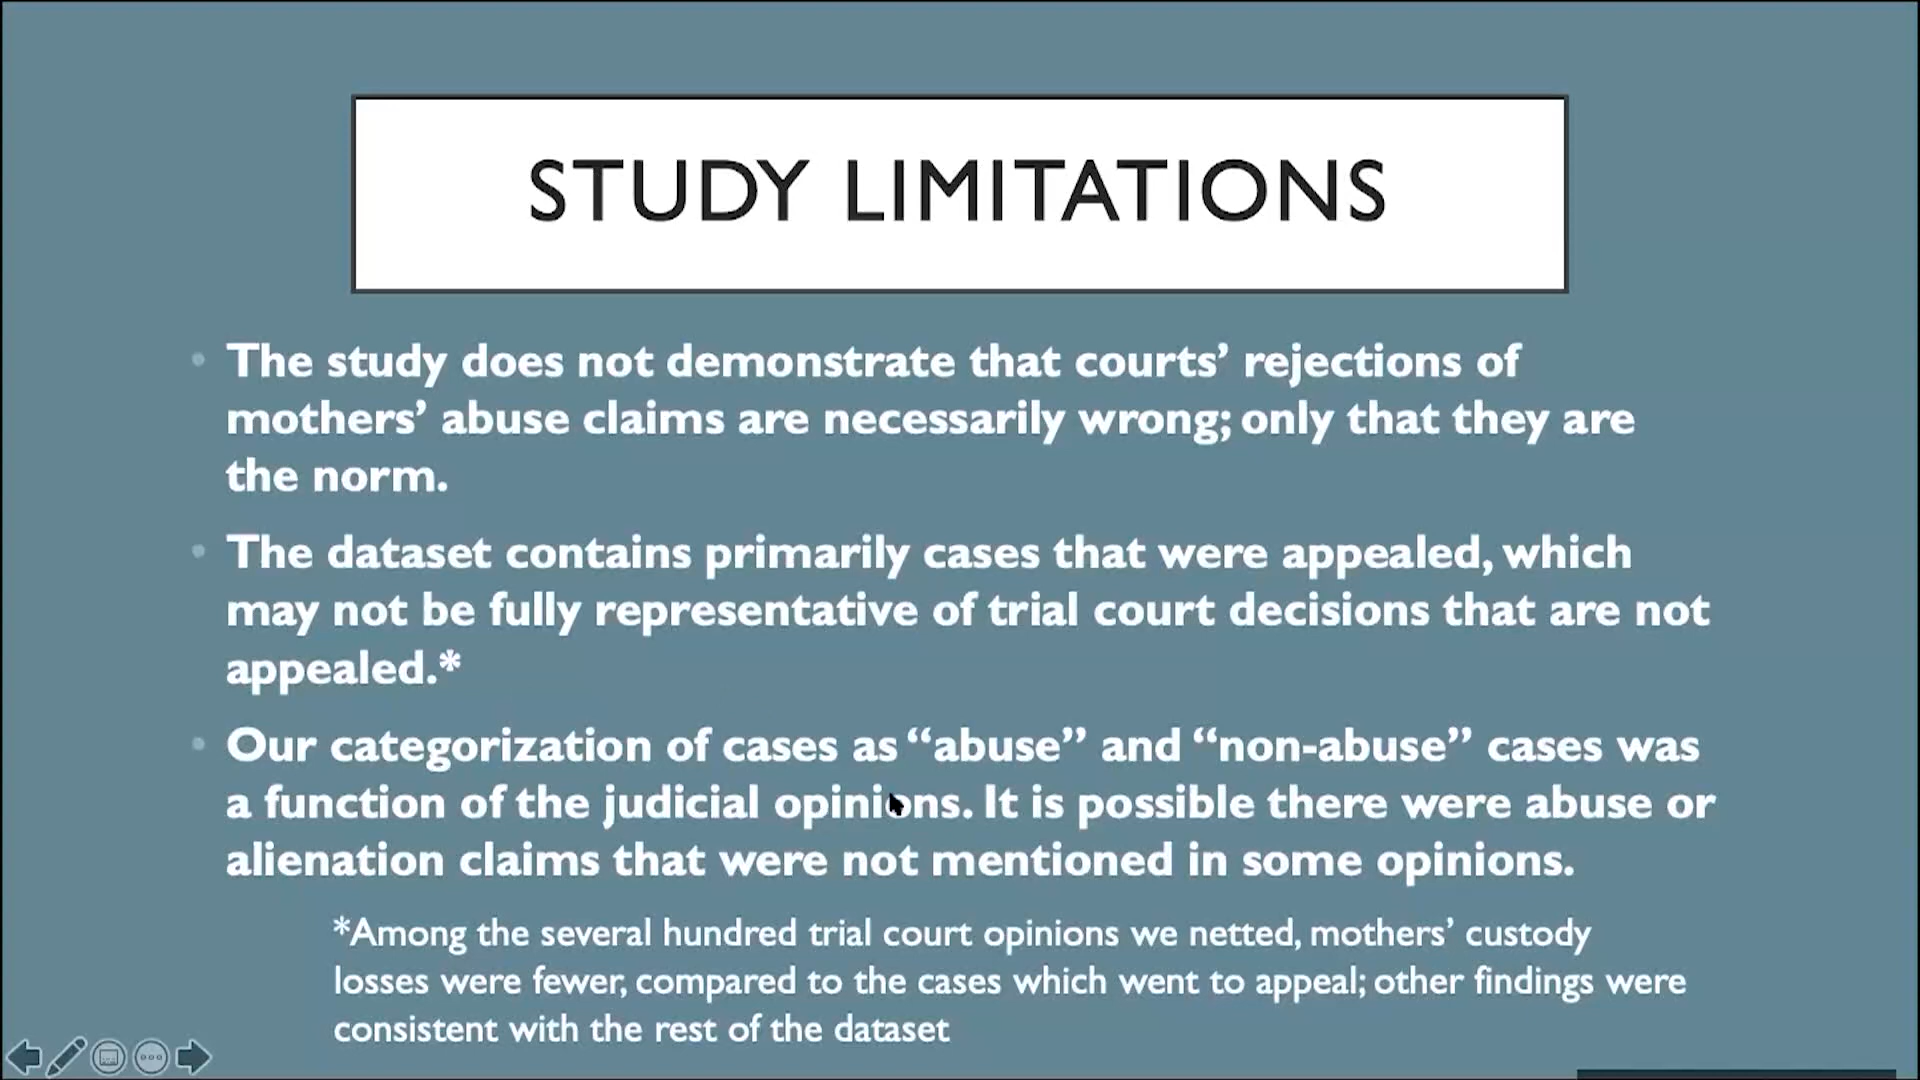 STUDY LIMITATIONS
• The study does not demonstrate that courts’ rejections of
mothers’ abuse claims are necessarily wrong; only that they are
the norm.
• The dataset contains primarily cases that were appealed, which
may not be fully representative of trial court decisions that are not
appealed.*
• Our categorization of cases as “abuse” and “non-abuse” cases was
a function of the judicial opinions. It is possible there were abuse or
alienation claims that were not mentioned in some opinions.
*Among the several hundred trial court opinions we netted, mothers’ custody
losses were fewer, compared to the cases which went to appeal; other findings were
consistent with the rest of the dataset